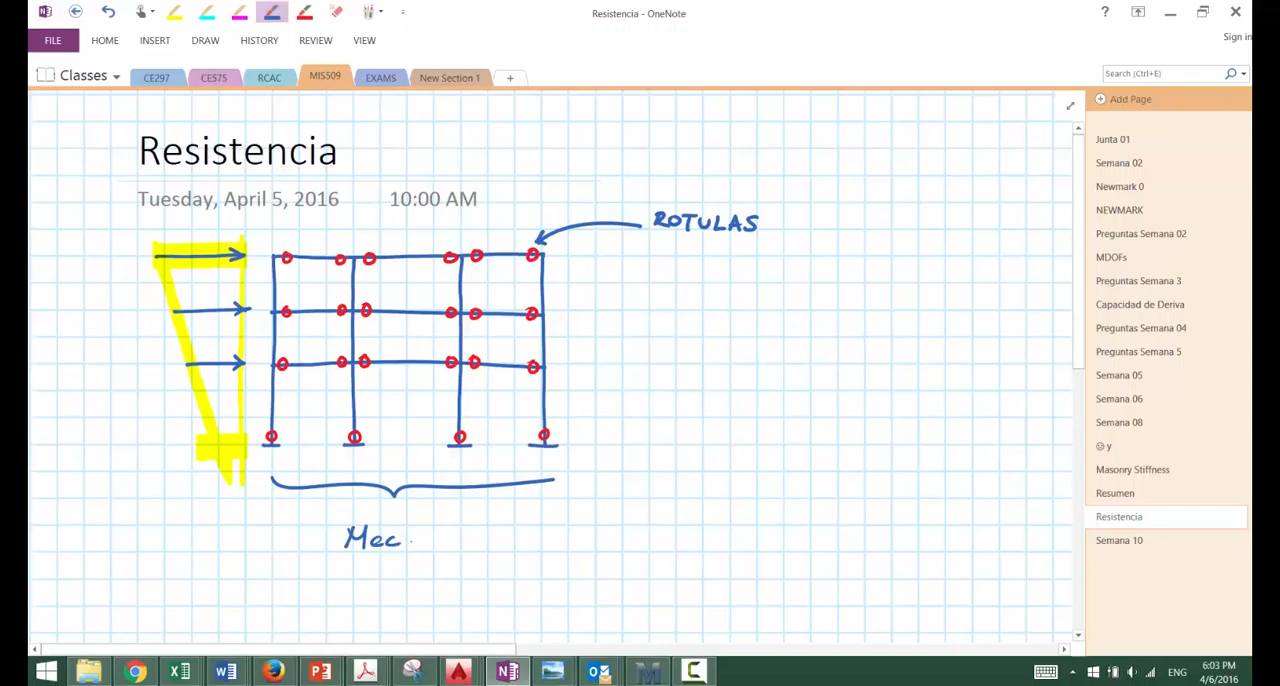 Resistencia - OneNote
?
Sign in
FILE
HOME
INSERT
DRAW
HISTORY
REVIEW
VIEW
Classes
CE297
CE575
RCAC
MIS509
EXAMS
New Section 1
+
Search (Ctrl+E)
Add Page
Junta 01
Semana 02
Newmark 0
NEWMARK
Preguntas Semana 02
MDOFs
Preguntas Semana 3
Capacidad de Deriva
Preguntas Semana 04
Preguntas Semana 5
Semana 05
Semana 06
Semana 08
y
Masonry Stiffness
Resumen
Resistencia
Semana 10
Resistencia
Tuesday, April 5, 2016 10:00 AM
ROTULAS
Mec
ENG
6:03 PM
4/6/2016